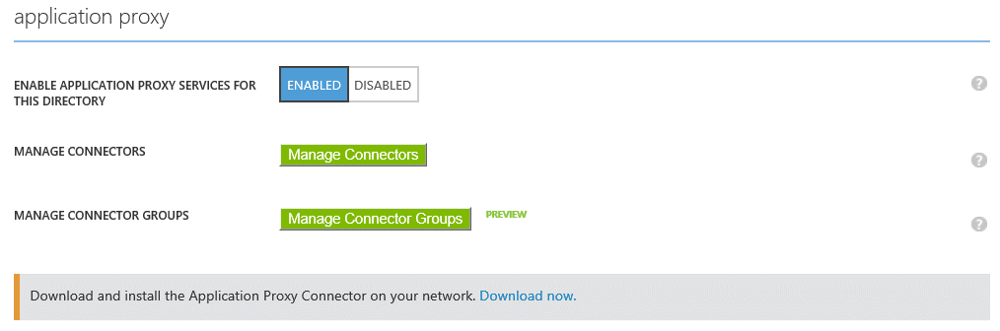 application proxy
ENABLE APPLICATION PROXY SERVICES FOR
THIS DIRECTORY
ENABLED DISABLED
?
MANAGE CONNECTORS
Manage Connectors
?
MANAGE CONNECTOR GROUPS
Manage Connector Groups
PREVIEW
?
Download and install the Application Proxy Connector on your network. Download now.